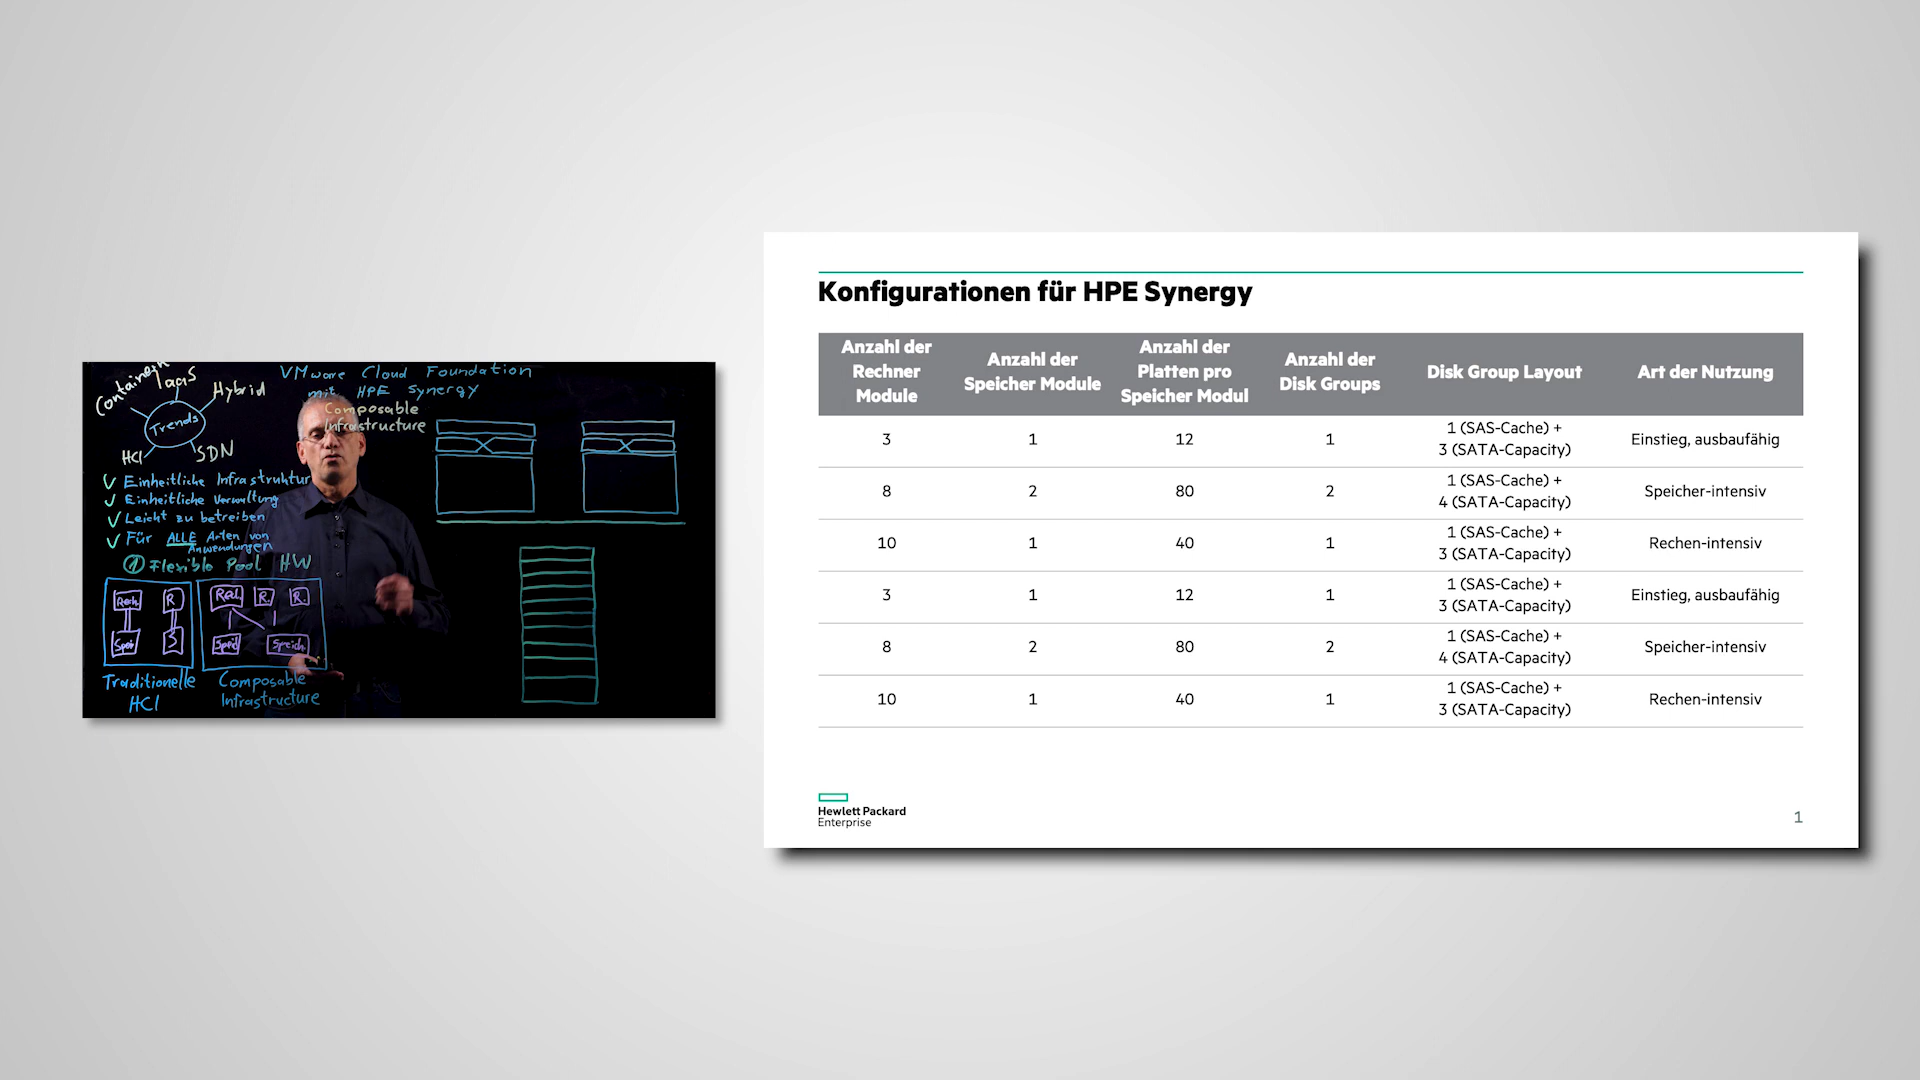 Container
IaaS
Hybrid
Trends
HCI
SDN
VMware Cloud Foundation
mit HPE Synergy
Composable
Infrastructure
✓ Einheitliche Infrastruktur
✓ Einheitliche Verwaltung
✓ Leicht zu betreiben
✓ Für ALLE Arten von
Anwendungen
① Flexible Pool HW
Rech. R
Spei S
Rech. R. R.
Speich Speich.
Traditionelle
HCI
Composable
Infrastructure
Konfigurationen für HPE Synergy
Anzahl der Rechner Module | Anzahl der Speicher Module | Anzahl der Platten pro Speicher Modul | Anzahl der Disk Groups | Disk Group Layout | Art der Nutzung
3 1 12 1 1 (SAS-Cache) + 3 (SATA-Capacity) Einstieg, ausbaufähig
8 2 80 2 1 (SAS-Cache) + 4 (SATA-Capacity) Speicher-intensiv
10 1 40 1 1 (SAS-Cache) + 3 (SATA-Capacity) Rechen-intensiv
3 1 12 1 1 (SAS-Cache) + 3 (SATA-Capacity) Einstieg, ausbaufähig
8 2 80 2 1 (SAS-Cache) + 4 (SATA-Capacity) Speicher-intensiv
10 1 40 1 1 (SAS-Cache) + 3 (SATA-Capacity) Rechen-intensiv
Hewlett Packard
Enterprise
1